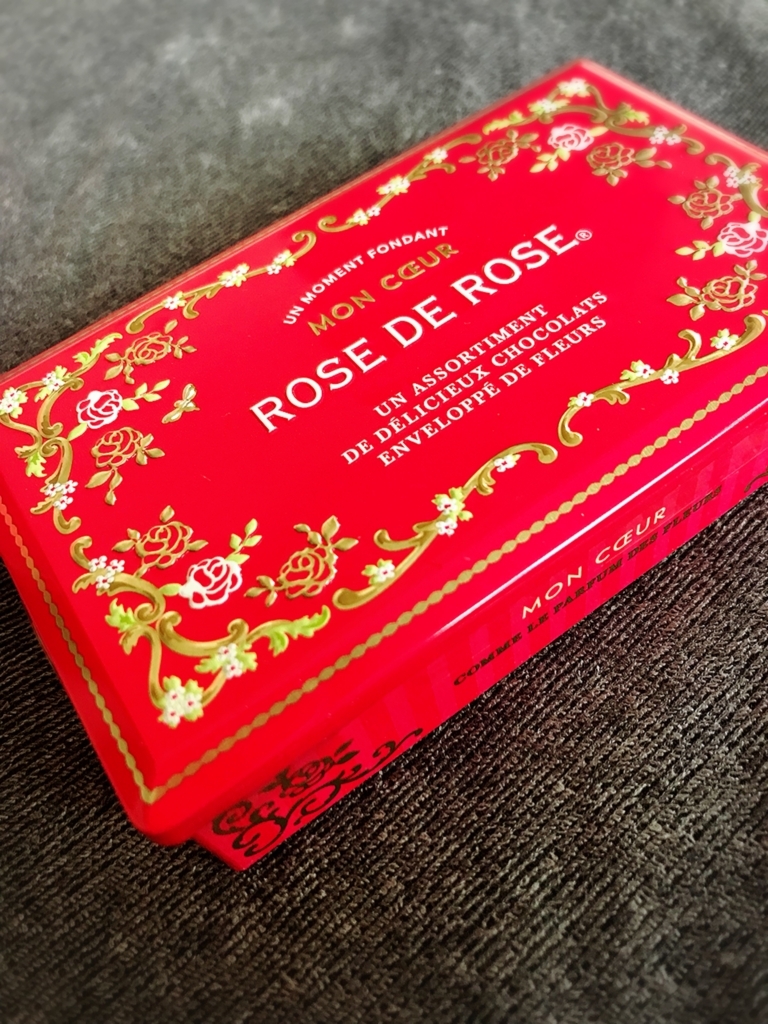 UN MOMENT FONDANT
MON CŒUR
ROSE DE ROSE®
UN ASSORTIMENT
DE DÉLICIEUX CHOCOLATS
ENVELOPPÉ DE FLEURS
MON CŒUR
COMME LE PARFUM DES FLEURS